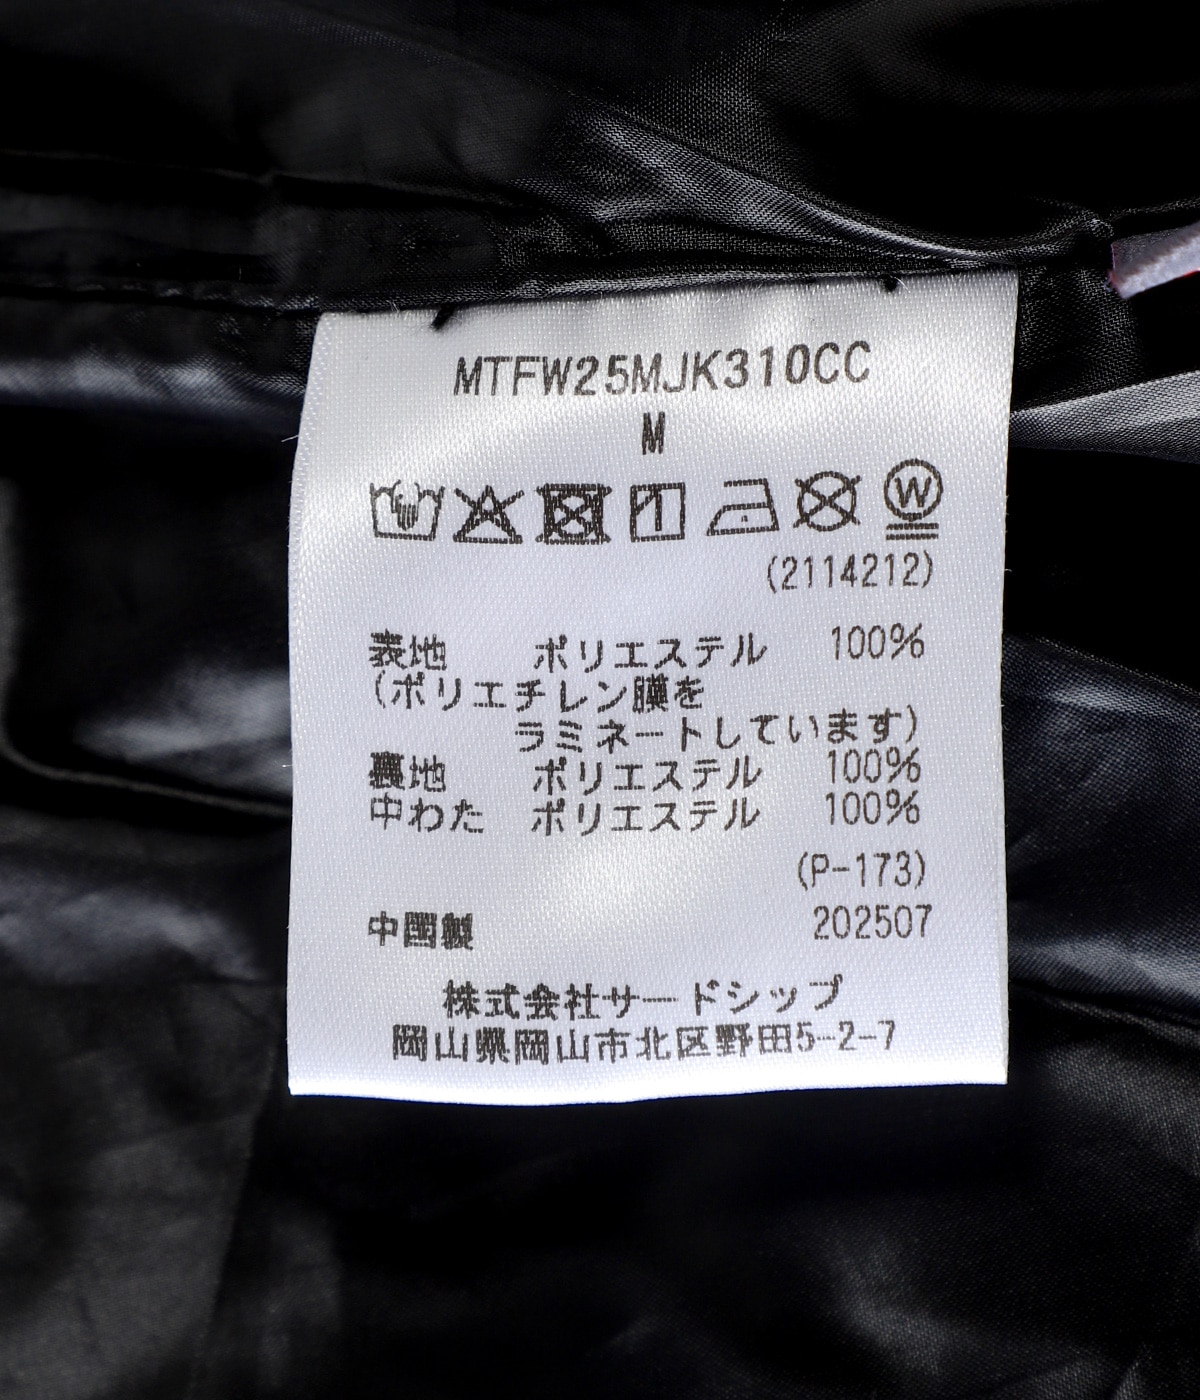 MTFW25MJK310CC
M
W
(2114212)
表地 ポリエステル 100%
(ポリエチレン膜を
ラミネートしています)
裏地 ポリエステル 100%
中わた ポリエステル 100%
(P-173)
中国製 202507
株式会社サードシップ
岡山県岡山市北区野田5-2-7